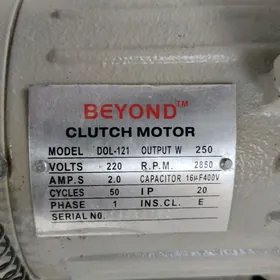 BEYOND™
CLUTCH MOTOR
MODEL DOL-121 OUTPUT W 250
VOLTS 220 R.P.M. 2850
AMP.S 2.0 CAPACITOR 16µF400V
CYCLES 50 I P 20
PHASE 1 INS.CL. E
SERIAL NO.